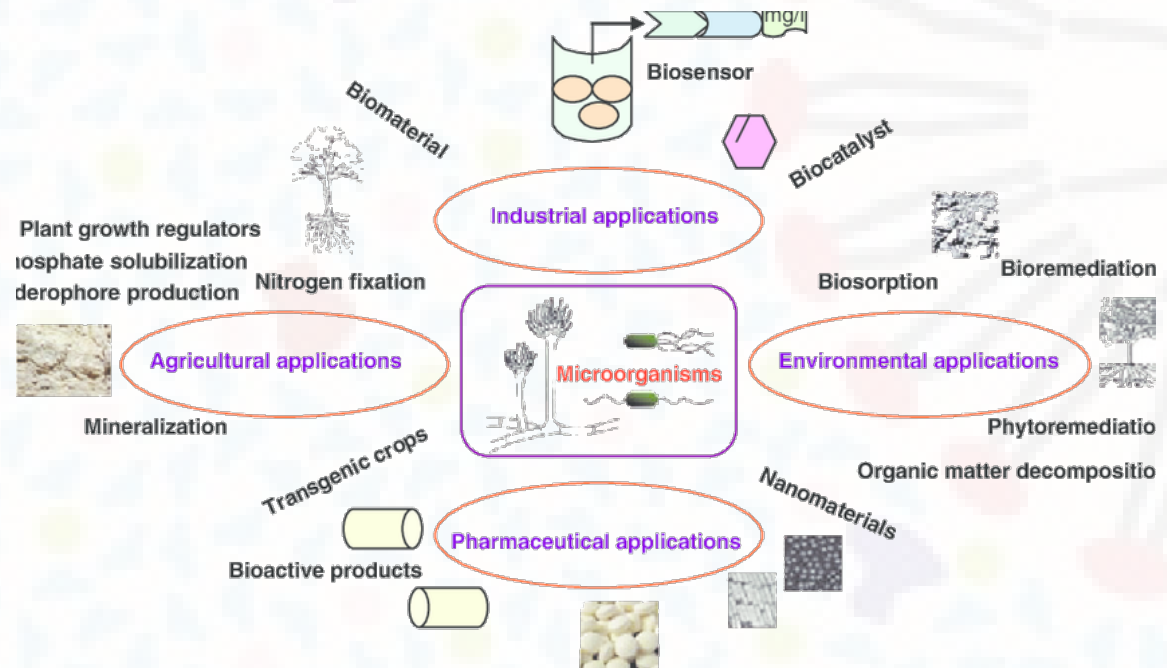 mg/l
Biosensor
Biomaterial
Biocatalyst
Industrial applications
Plant growth regulators
hosphate solubilization
derophore production
Nitrogen fixation
Biosorption
Bioremediation
Agricultural applications
Microorganisms
Environmental applications
Mineralization
Phytoremediatio
Transgenic crops
Organic matter decompositio
Nanomaterials
Pharmaceutical applications
Bioactive products